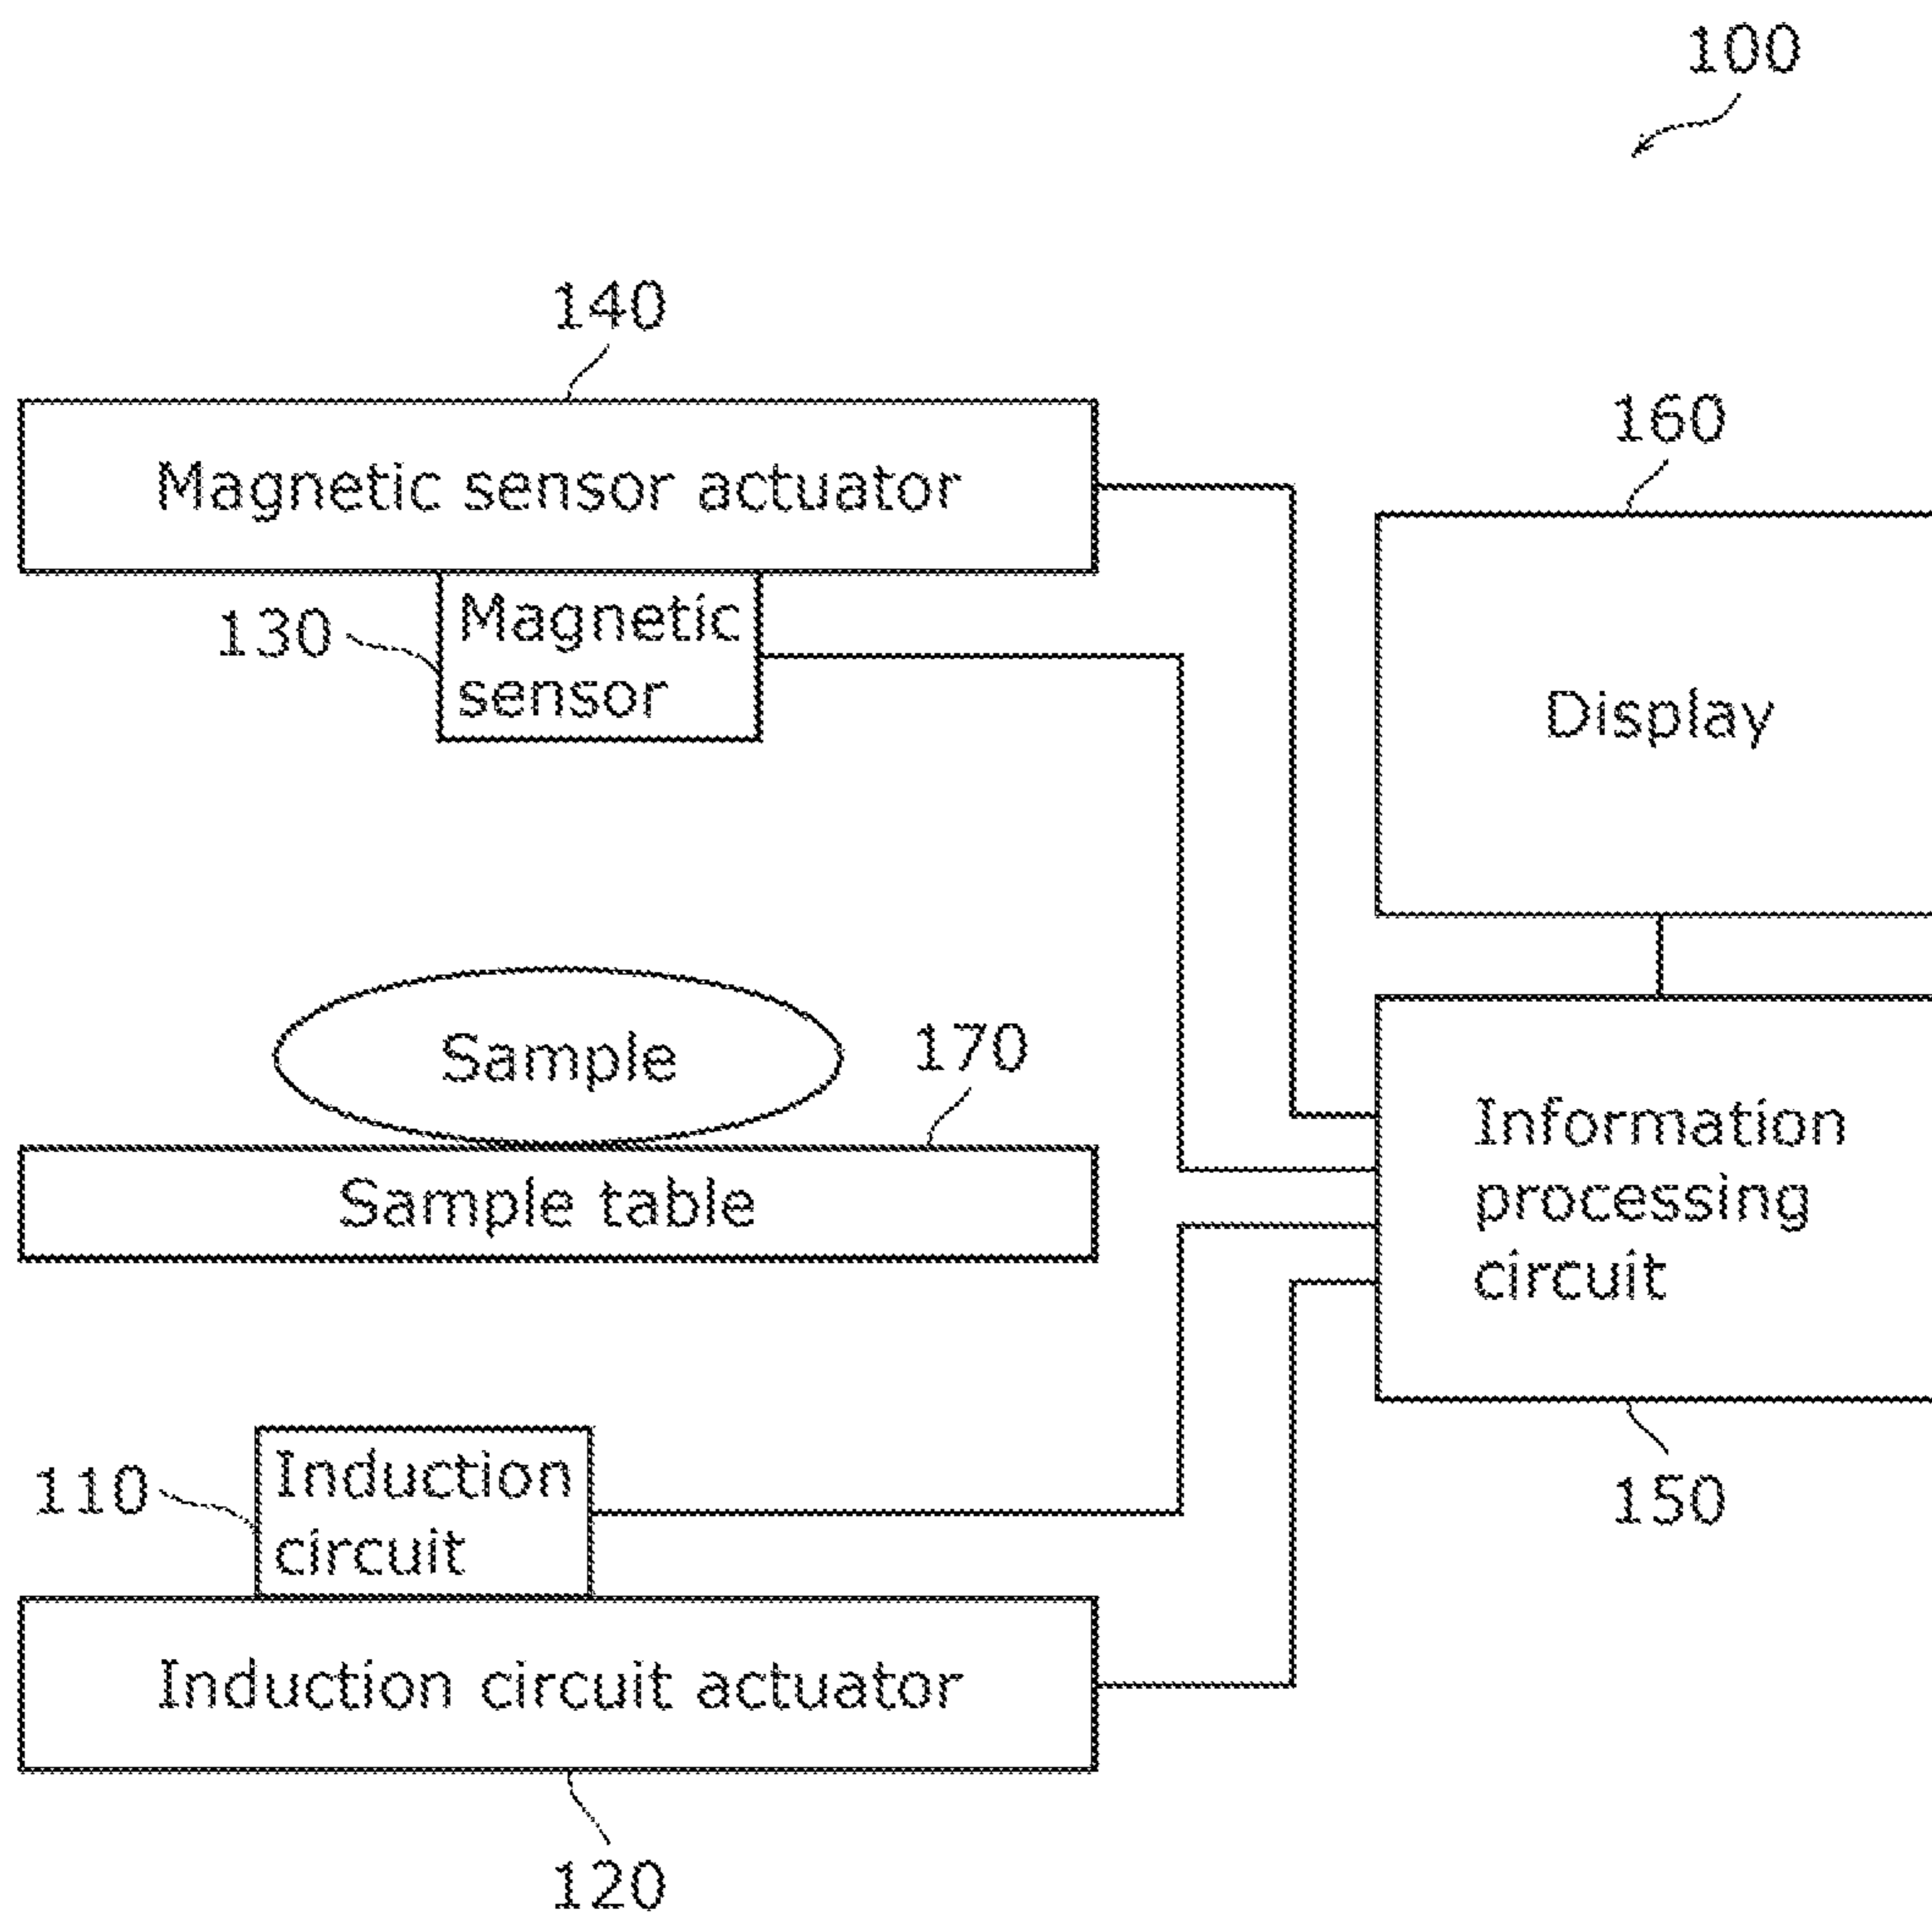 100
140
Magnetic sensor actuator
160
130
Magnetic
sensor
Display
Sample
170
Sample table
Information
processing
circuit
110
Induction
circuit
150
Induction circuit actuator
120